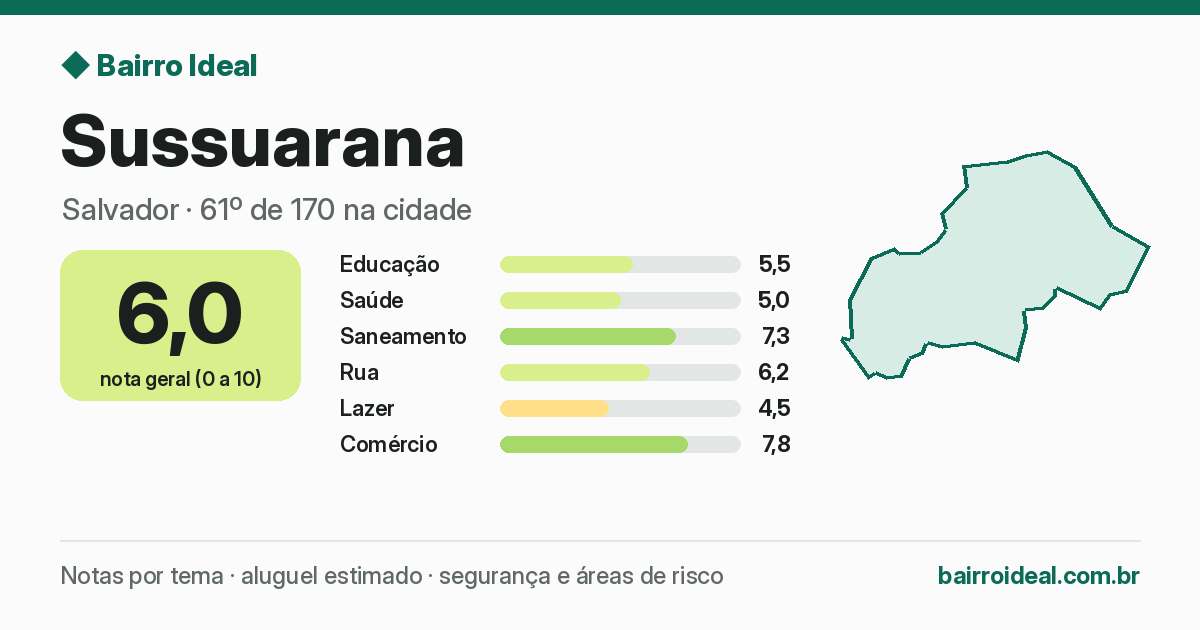 Bairro Ideal
Sussuarana
Salvador · 61º de 170 na cidade
6,0
nota geral (0 a 10)
Educação 5,5
Saúde 5,0
Saneamento 7,3
Rua 6,2
Lazer 4,5
Comércio 7,8
Notas por tema · aluguel estimado · segurança e áreas de risco
bairroideal.com.br